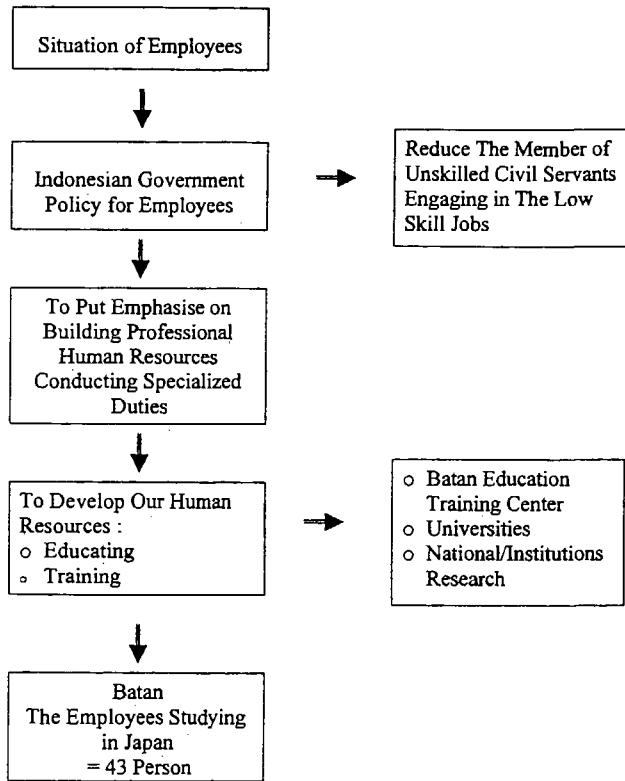 Situation of Employees
Indonesian Government
Policy for Employees
Reduce The Member of
Unskilled Civil Servants
Engaging in The Low
Skill Jobs
To Put Emphasise on
Building Professional
Human Resources
Conducting Specialized
Duties
To Develop Our Human
Resources :
○ Educating
○ Training
○ Batan Education
Training Center
○ Universities
○ National/Institutions
Research
Batan
The Employees Studying
in Japan
= 43 Person